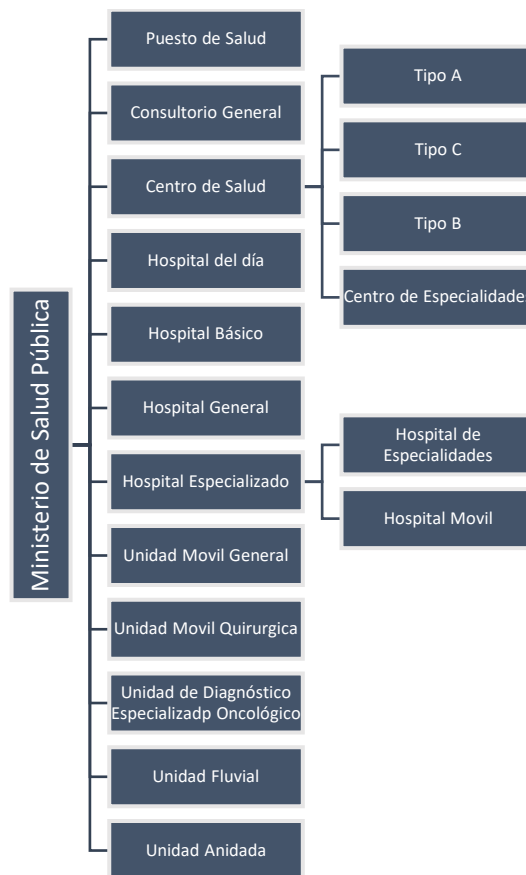 Ministerio de Salud Pública
Puesto de Salud
Consultorio General
Centro de Salud
Tipo A
Tipo C
Tipo B
Centro de Especialidades
Hospital del día
Hospital Básico
Hospital General
Hospital Especializado
Hospital de
Especialidades
Hospital Movil
Unidad Movil General
Unidad Movil Quirurgica
Unidad de Diagnóstico
Especializadp Oncológico
Unidad Fluvial
Unidad Anidada